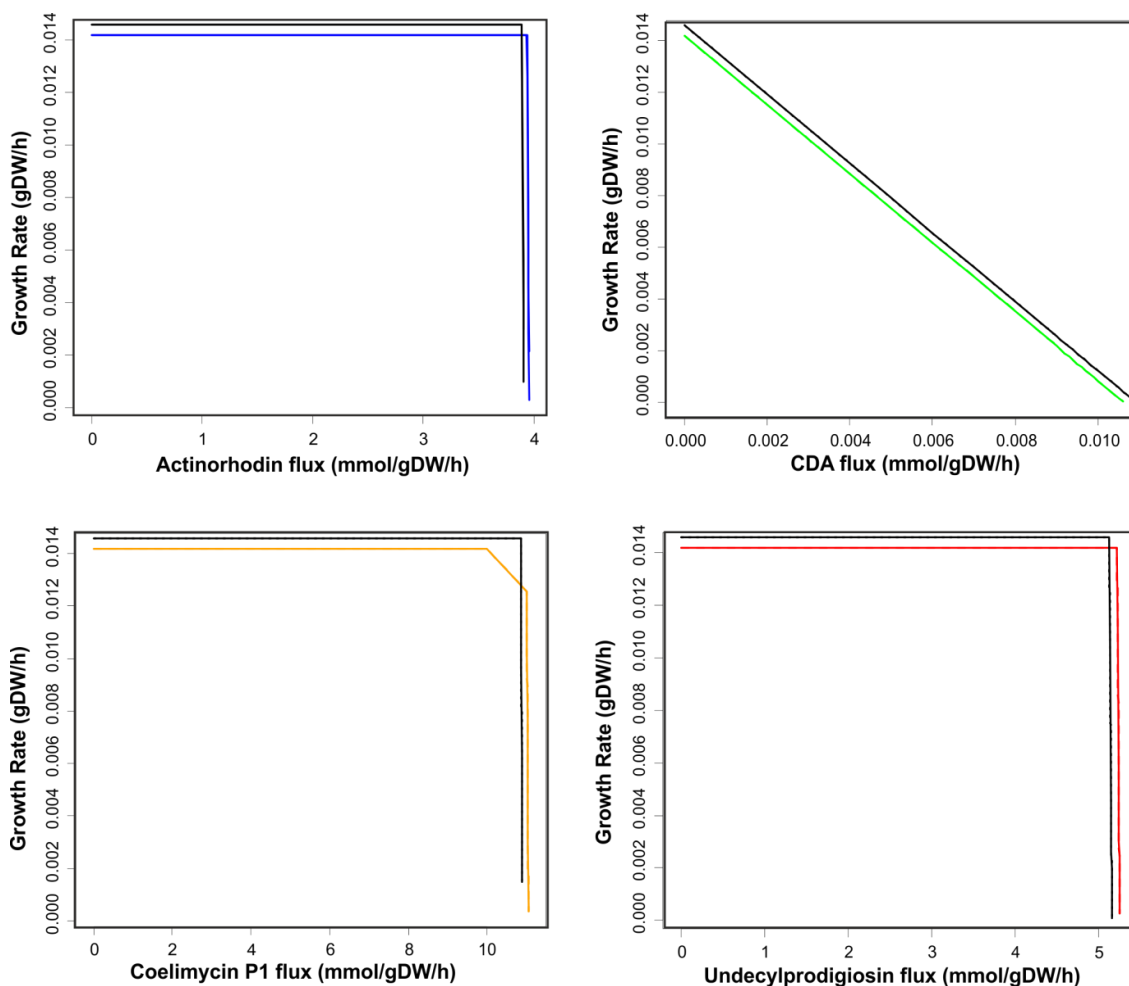 Growth Rate (gDW/h)
0.014
0.012
0.010
0.008
0.006
0.004
0.002
0.000
0 1 2 3 4
Actinorhodin flux (mmol/gDW/h)
Growth Rate (gDW/h)
0.014
0.012
0.010
0.008
0.006
0.004
0.002
0.000
0.000 0.002 0.004 0.006 0.008 0.010
CDA flux (mmol/gDW/h)
Growth Rate (gDW/h)
0.014
0.012
0.010
0.008
0.006
0.004
0.002
0.000
0 2 4 6 8 10
Coelimycin P1 flux (mmol/gDW/h)
Growth Rate (gDW/h)
0.014
0.012
0.010
0.008
0.006
0.004
0.002
0.000
0 1 2 3 4 5
Undecylprodigiosin flux (mmol/gDW/h)